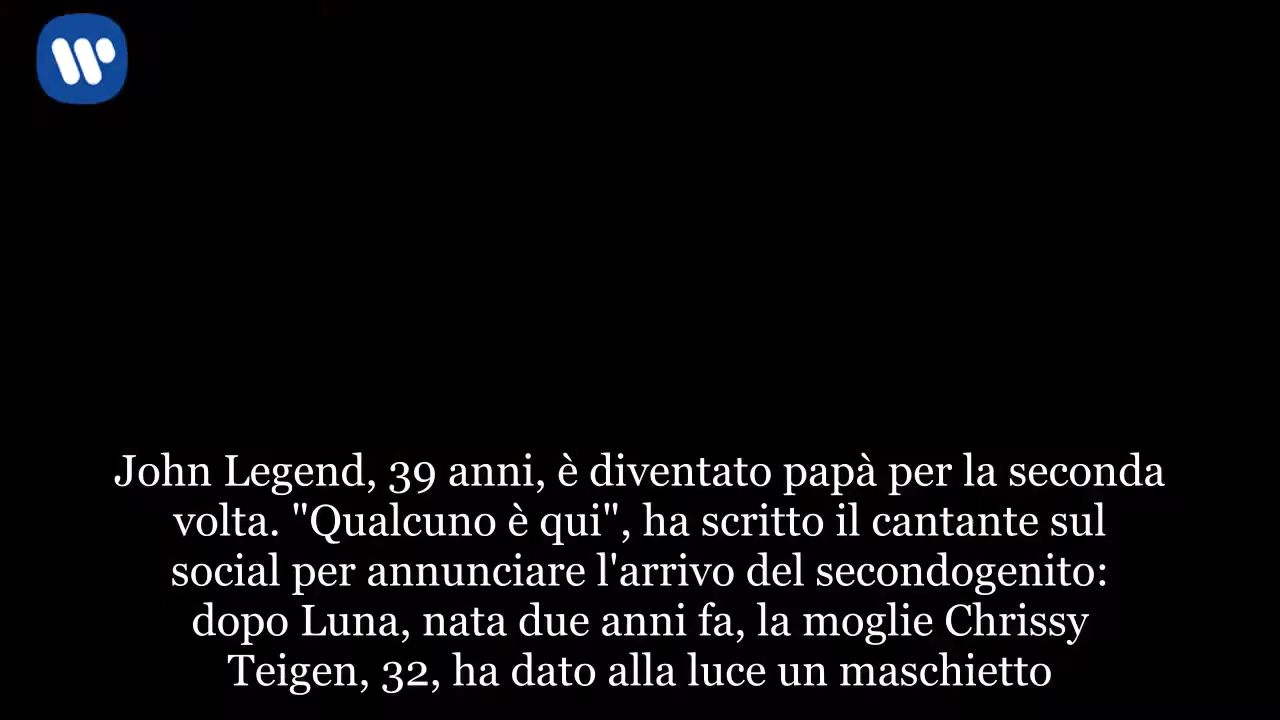 John Legend, 39 anni, è diventato papà per la seconda
volta. "Qualcuno è qui", ha scritto il cantante sul
social per annunciare l'arrivo del secondogenito:
dopo Luna, nata due anni fa, la moglie Chrissy
Teigen, 32, ha dato alla luce un maschietto